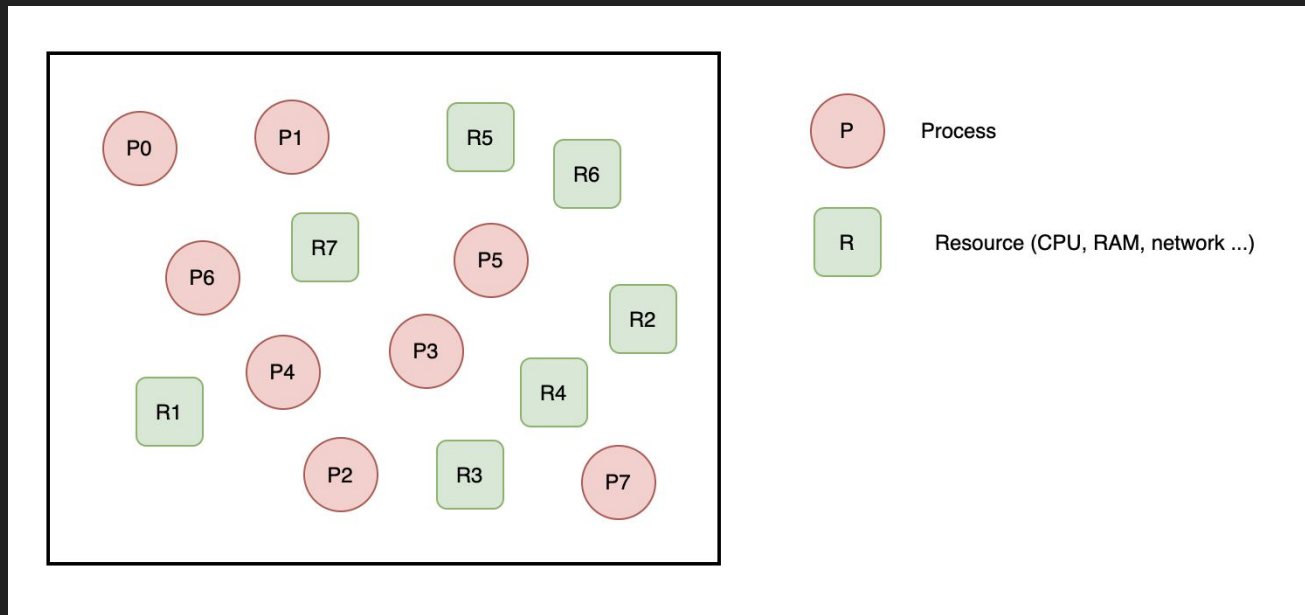 P0
P1
R5
R6
R7
P5
P6
R2
P3
P4
R4
R1
P2
R3
P7
P
Process
R
Resource (CPU, RAM, network ...)